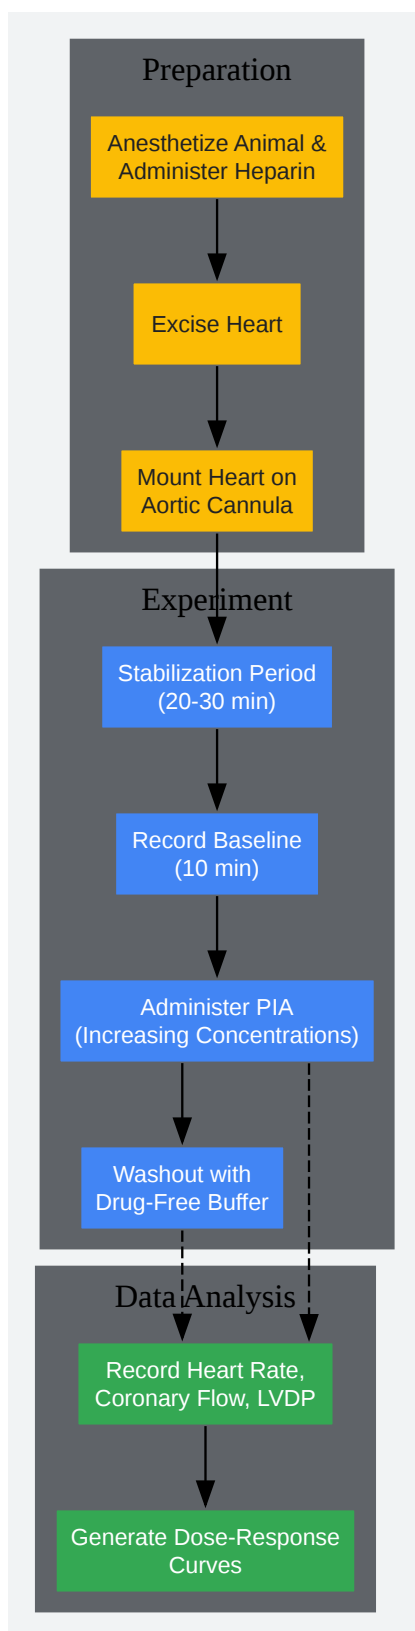 Preparation
Anesthetize Animal &
Administer Heparin
Excise Heart
Mount Heart on
Aortic Cannula
Experiment
Stabilization Period
(20-30 min)
Record Baseline
(10 min)
Administer PIA
(Increasing Concentrations)
Washout with
Drug-Free Buffer
Data Analysis
Record Heart Rate,
Coronary Flow, LVDP
Generate Dose-Response
Curves